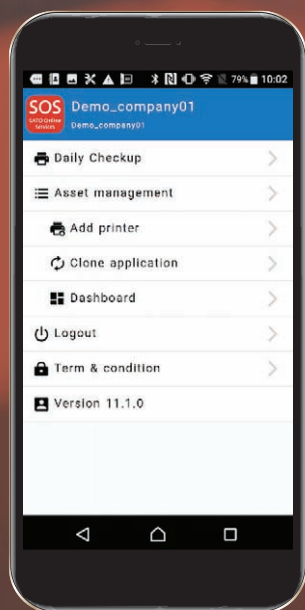 79% 10:02
SOS
SATO Online
Services
Demo_company01
Demo_company01
Daily Checkup
Asset management
Add printer
Clone application
Dashboard
Logout
Term & condition
Version 11.1.0